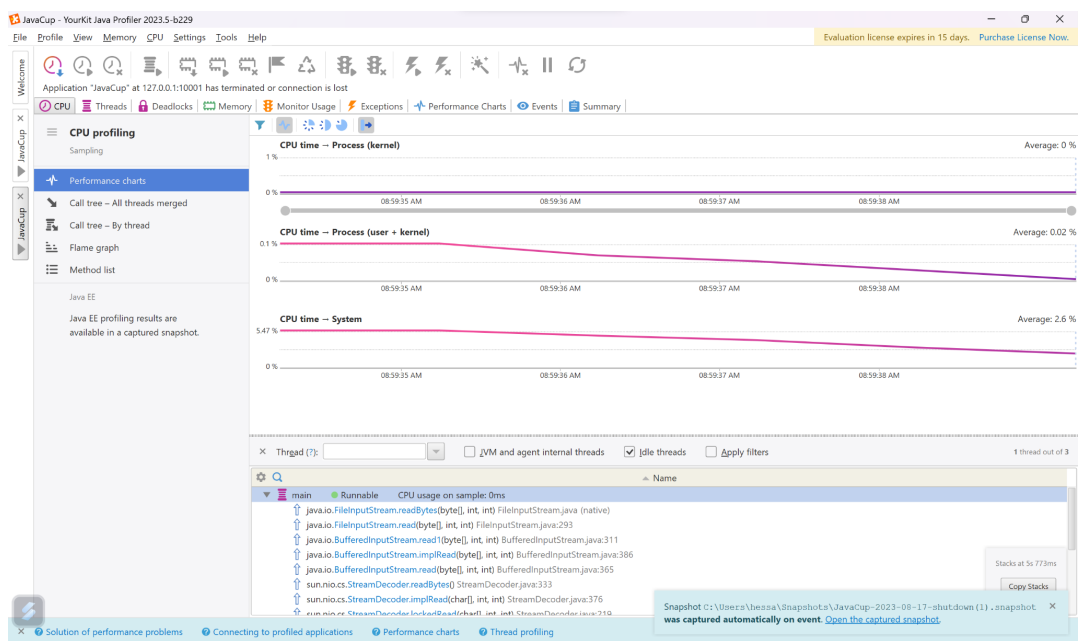 JavaCup - YourKit Java Profiler 2023.5-b229
File Profile View Memory CPU Settings Tools Help
Evaluation license expires in 15 days. Purchase License Now.
Welcome
JavaCup
JavaCup
Application "JavaCup" at 127.0.0.1:10001 has terminated or connection is lost
CPU Threads Deadlocks Memory Monitor Usage Exceptions Performance Charts Events Summary
CPU profiling
Sampling
Performance charts
Call tree – All threads merged
Call tree – By thread
Flame graph
Method list
Java EE
Java EE profiling results are
available in a captured snapshot.
CPU time → Process (kernel) Average: 0 %
1 %
0 %
08:59:35 AM 08:59:36 AM 08:59:37 AM 08:59:38 AM
CPU time → Process (user + kernel) Average: 0.02 %
0.1 %
0 %
08:59:35 AM 08:59:36 AM 08:59:37 AM 08:59:38 AM
CPU time → System Average: 2.6 %
5.47 %
0 %
08:59:35 AM 08:59:36 AM 08:59:37 AM 08:59:38 AM
Thread (?): JVM and agent internal threads Idle threads Apply filters 1 thread out of 3
Name
main Runnable CPU usage on sample: 0ms
java.io.FileInputStream.readBytes(byte[], int, int) FileInputStream.java (native)
java.io.FileInputStream.read(byte[], int, int) FileInputStream.java:293
java.io.BufferedInputStream.read1(byte[], int, int) BufferedInputStream.java:311
java.io.BufferedInputStream.implRead(byte[], int, int) BufferedInputStream.java:386
java.io.BufferedInputStream.read(byte[], int, int) BufferedInputStream.java:365
sun.nio.cs.StreamDecoder.readBytes() StreamDecoder.java:333
sun.nio.cs.StreamDecoder.implRead(char[], int, int) StreamDecoder.java:376
sun.nio.cs.StreamDecoder.lockedRead(char[], int, int) StreamDecoder.java:219
Stacks at 5s 773ms
Copy Stacks
Snapshot C:\Users\bessa\Snapshots\JavaCup-2023-08-17-shutdown(1).snapshot
was captured automatically on event. Open the captured snapshot.
Solution of performance problems Connecting to profiled applications Performance charts Thread profiling